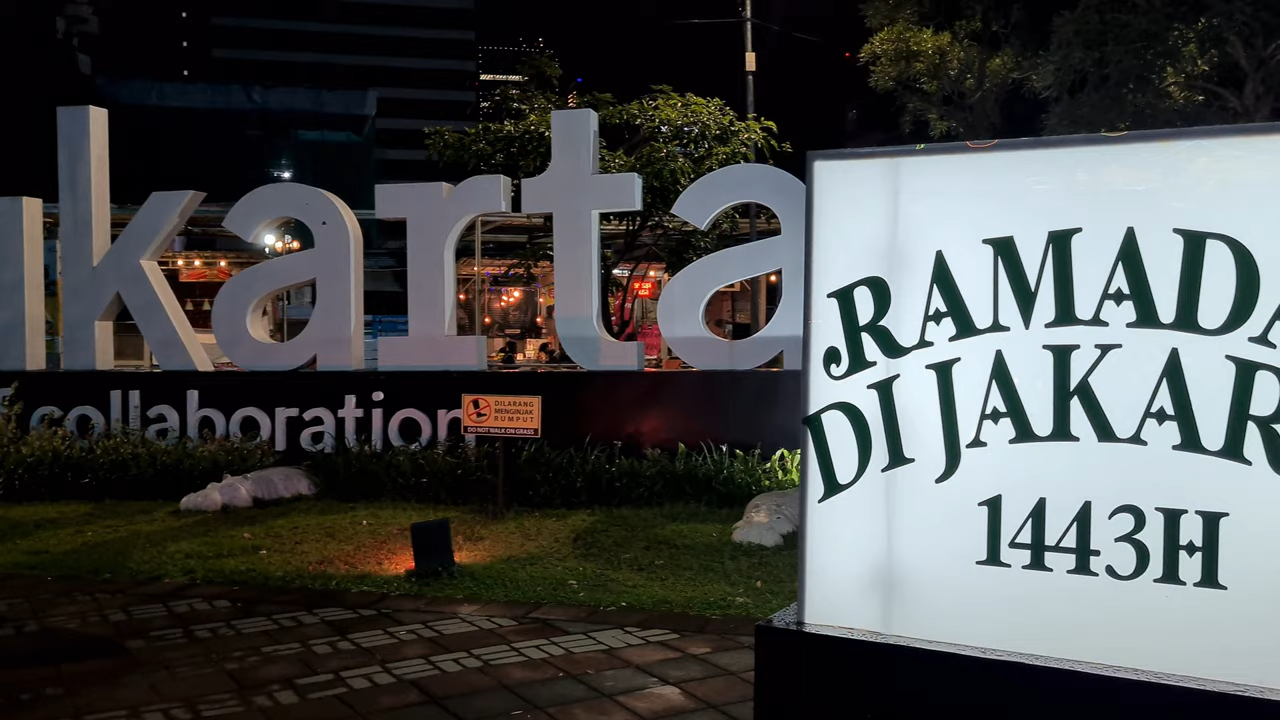 karta
collaboration
DILARANG
MENGINJAK
RUMPUT
DO NOT WALK ON GRASS
RAMADA
DI JAKAR
1443H